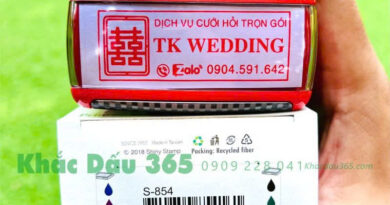 DỊCH VỤ CƯỚI HỎI TRỌN GÓI
囍 TK WEDDING
Zalo 0904.591.642
SINCE 1957. Made in Taiwan
© 2018 Shiny Stamp
Packing: Recycled fiber
Khắc Dấu 365 0909 228 041 Khacdau365.com
S-854